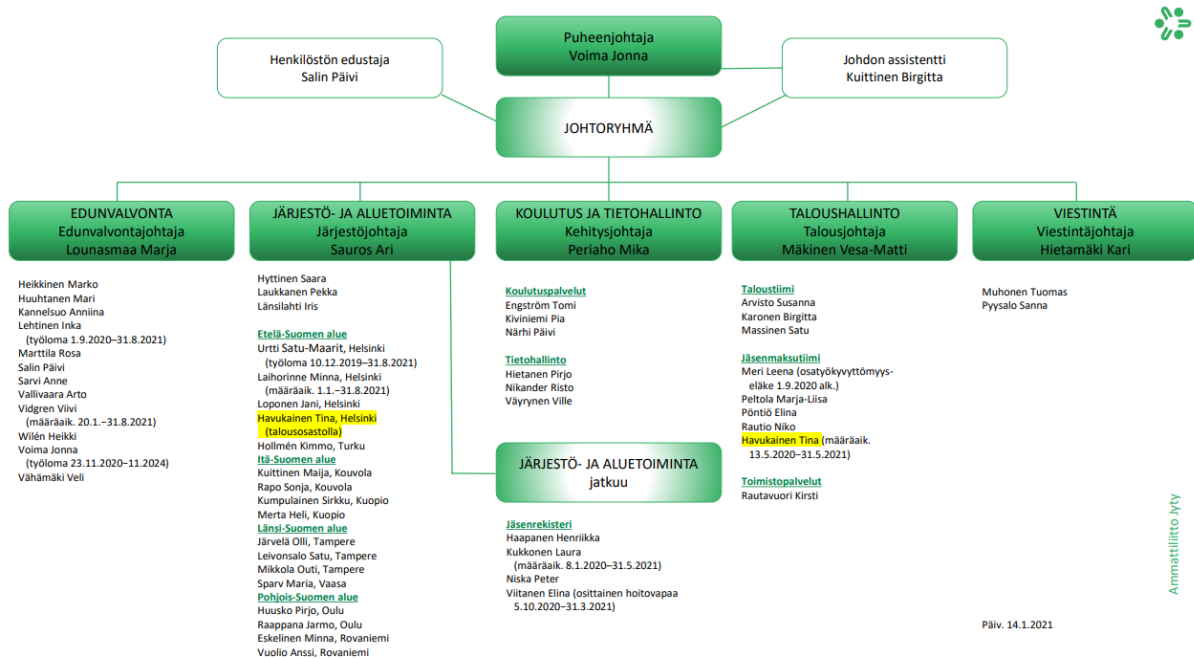 Puheenjohtaja
Voima Jonna
Henkilöstön edustaja
Salin Päivi
Johdon assistentti
Kuittinen Birgitta
JOHTORYHMÄ
EDUNVALVONTA
Edunvalvontajohtaja
Lounasmaa Marja
Heikkinen Marko
Huuhtanen Mari
Kannelsuo Anniina
Lehtinen Inka
(työloma 1.9.2020–31.8.2021)
Marttila Rosa
Salin Päivi
Sarvi Anne
Vallivaara Arto
Vidgren Viivi
(määräaik. 20.1.–31.8.2021)
Wilén Heikki
Voima Jonna
(työloma 23.11.2020–11.2024)
Vähämäki Veli
JÄRJESTÖ- JA ALUETOIMINTA
Järjestöjohtaja
Sauros Ari
Hyttinen Saara
Laukkanen Pekka
Länsilahti Iris
Etelä-Suomen alue
Urtti Satu-Maarit, Helsinki
(työloma 10.12.2019–31.8.2021)
Laihorinne Minna, Helsinki
(määräaik. 1.1.–31.8.2021)
Loponen Jani, Helsinki
Havukainen Tina, Helsinki
(talousosastolla)
Hollmén Kimmo, Turku
Itä-Suomen alue
Kuittinen Maija, Kouvola
Rapo Sonja, Kouvola
Kumpulainen Sirkku, Kuopio
Merta Heli, Kuopio
Länsi-Suomen alue
Järvelä Olli, Tampere
Leivonsalo Satu, Tampere
Mikkola Outi, Tampere
Sparv Maria, Vaasa
Pohjois-Suomen alue
Huusko Pirjo, Oulu
Raappana Jarmo, Oulu
Eskelinen Minna, Rovaniemi
Vuolio Anssi, Rovaniemi
KOULUTUS JA TIETOHALLINTO
Kehitysjohtaja
Periaho Mika
Koulutuspalvelut
Engström Tomi
Kiviniemi Pia
Närhi Päivi
Tietohallinto
Hietanen Pirjo
Nikander Risto
Väyrynen Ville
JÄRJESTÖ- JA ALUETOIMINTA
jatkuu
Jäsenrekisteri
Haapanen Henriikka
Kukkonen Laura
(määräaik. 8.1.2020–31.5.2021)
Niska Peter
Viitanen Elina (osittainen hoitovapaa
5.10.2020–31.3.2021)
TALOUSHALLINTO
Talousjohtaja
Mäkinen Vesa-Matti
Taloustiimi
Arvisto Susanna
Karonen Birgitta
Massinen Satu
Jäsenmaksutiimi
Meri Leena (osatyökyvyttömyys-
eläke 1.9.2020 alk.)
Peltola Marja-Liisa
Pöntiö Elina
Rautio Niko
Havukainen Tina (määräaik.
13.5.2020–31.5.2021)
Toimistopalvelut
Rautavuori Kirsti
VIESTINTÄ
Viestintäjohtaja
Hietamäki Kari
Muhonen Tuomas
Pyysalo Sanna
Ammattiliitto Jyty
Päiv. 14.1.2021